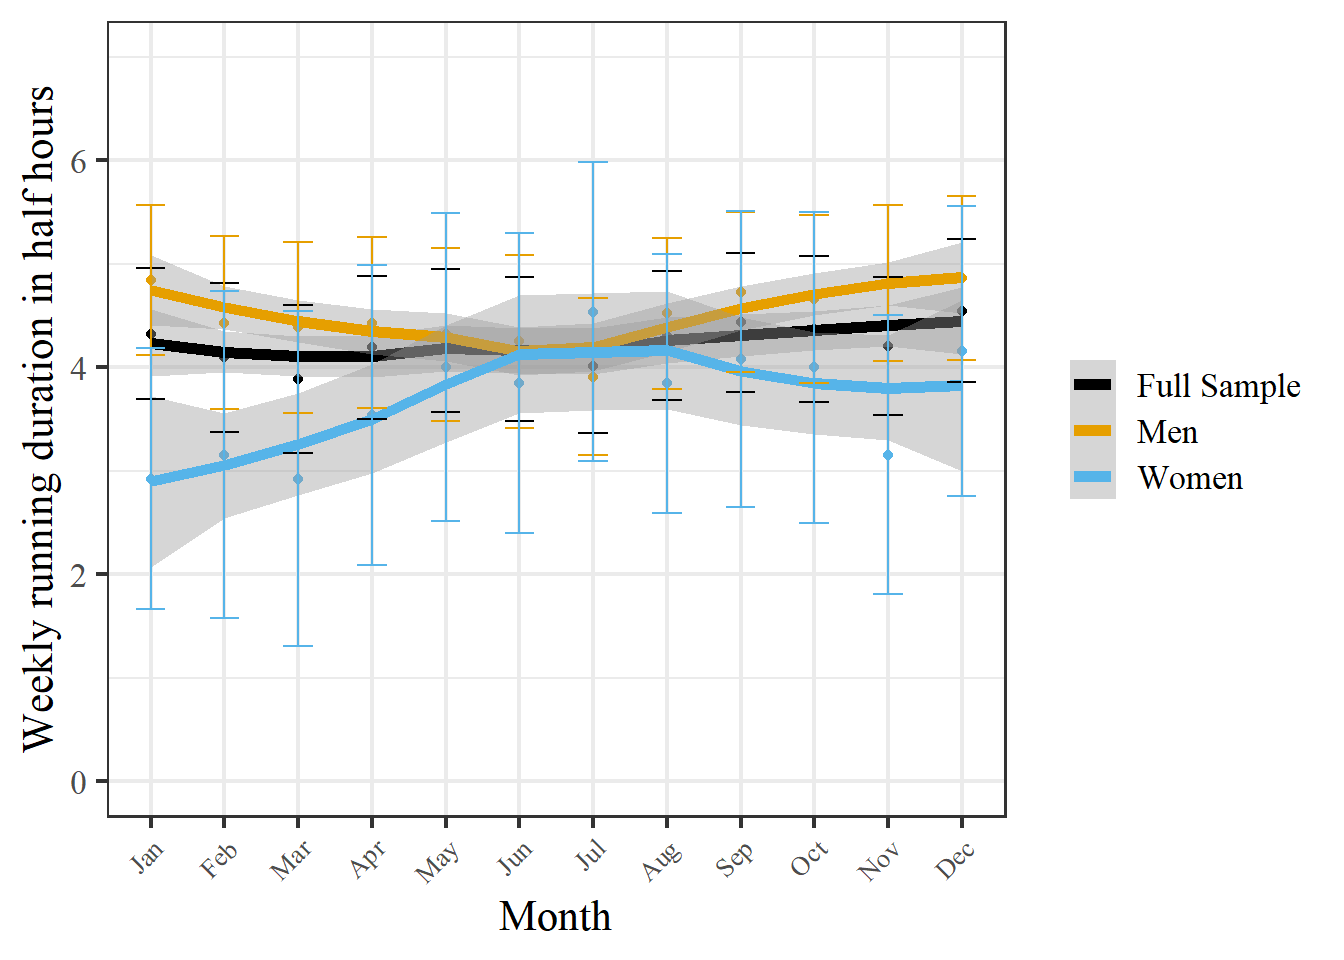 Weekly running duration in half hours
6
4
2
0
Jan
Feb
Mar
Apr
May
Jun
Jul
Aug
Sep
Oct
Nov
Dec
Month
Full Sample
Men
Women